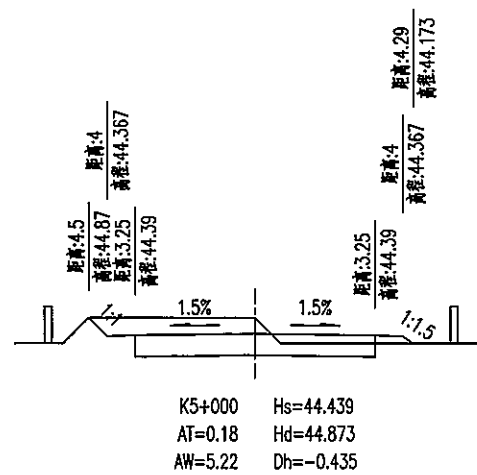 距离:4.29
高程:44.173
距离:4
高程:44.367
距离:4
高程:44.367
距离:4.5
高程:44.87
距离:3.25
高程:44.39
距离:3.25
高程:44.39
1:1
1.5%
1.5%
1:1.5
K5+000
Hs=44.439
AT=0.18
Hd=44.873
AW=5.22
Dh=-0.435